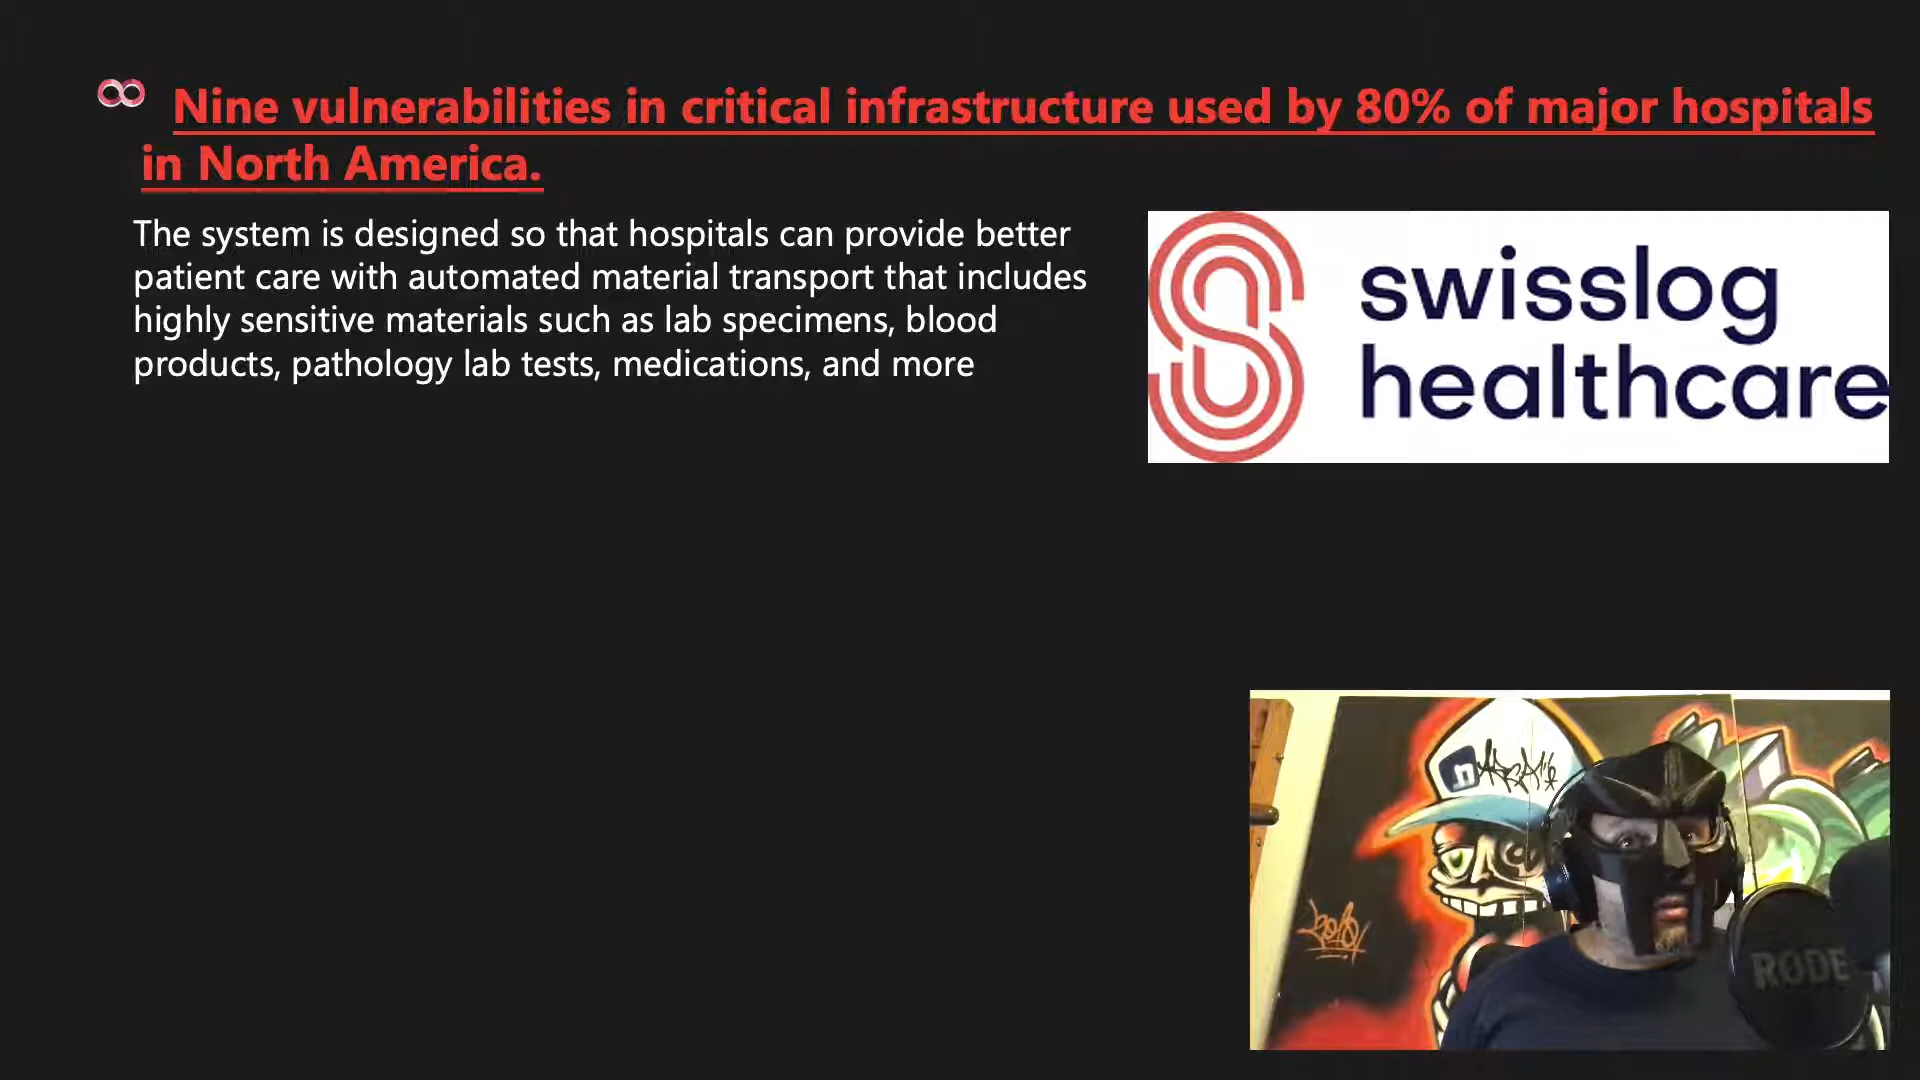 Nine vulnerabilities in critical infrastructure used by 80% of major hospitals
in North America.
The system is designed so that hospitals can provide better
patient care with automated material transport that includes
highly sensitive materials such as lab specimens, blood
products, pathology lab tests, medications, and more
swisslog
healthcare
RØDE